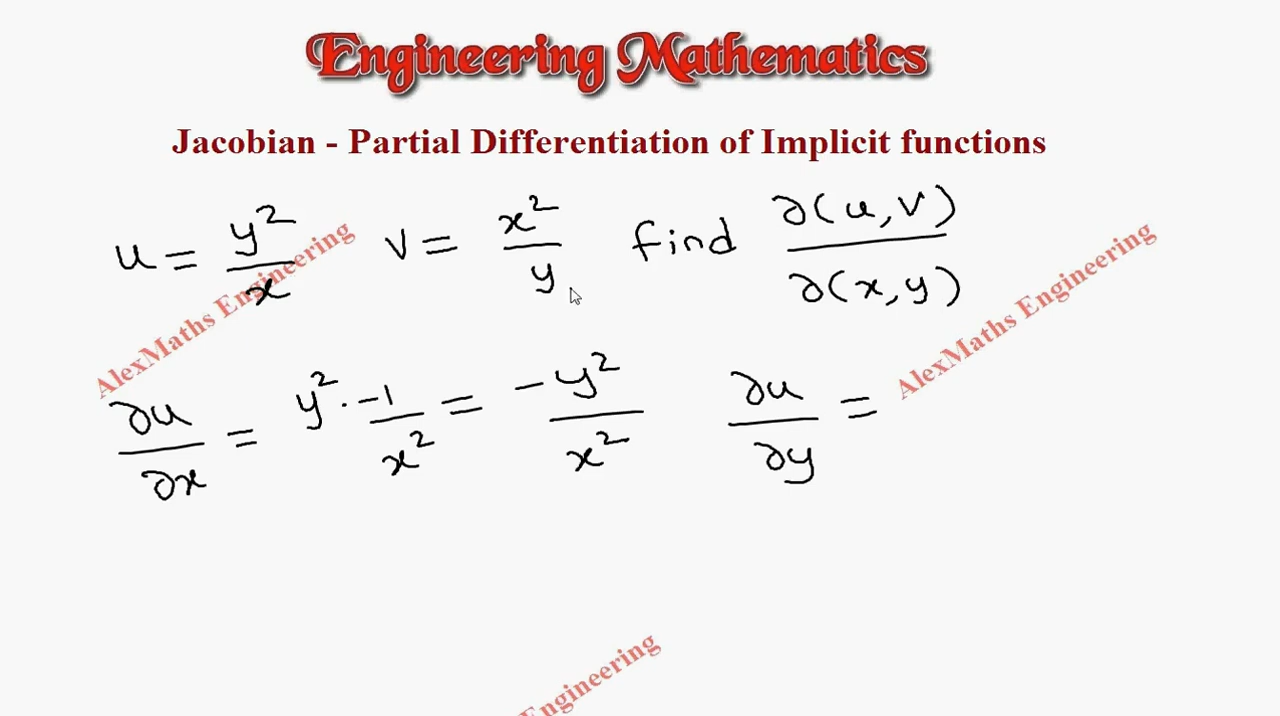 Engineering Mathematics
Jacobian - Partial Differentiation of Implicit functions
u = y²/x v = x²/y find ∂(u,v)/∂(x,y)
AlexMaths Engineering
AlexMaths Engineering
∂u/∂x = y² · -1/x² = -y²/x² ∂u/∂y =
Engineering